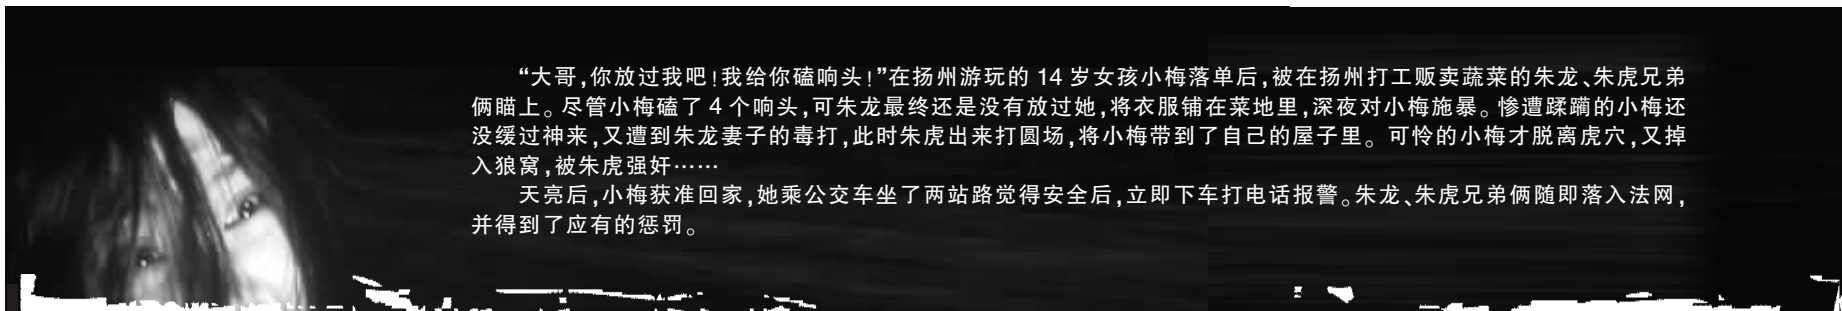 “大哥,你放过我吧!我给你磕响头!”在扬州游玩的 14 岁女孩小梅落单后,被在扬州打工贩卖蔬菜的朱龙、朱虎兄弟
俩瞄上。尽管小梅磕了 4 个响头,可朱龙最终还是没有放过她,将衣服铺在菜地里,深夜对小梅施暴。惨遭蹂躏的小梅还
没缓过神来,又遭到朱龙妻子的毒打,此时朱虎出来打圆场,将小梅带到了自己的屋子里。可怜的小梅才脱离虎穴,又掉
入狼窝,被朱虎强奸……
天亮后,小梅获准回家,她乘公交车坐了两站路觉得安全后,立即下车打电话报警。朱龙、朱虎兄弟俩随即落入法网,
并得到了应有的惩罚。